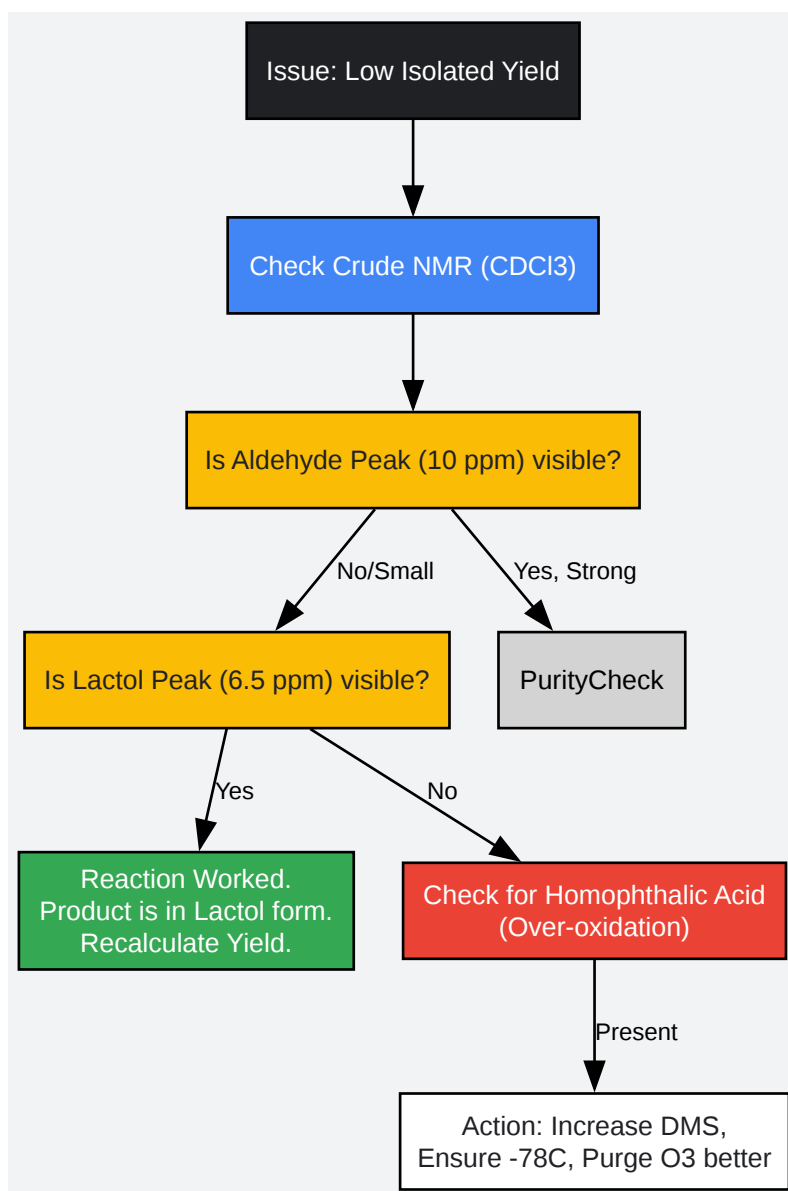 Issue: Low Isolated Yield
Check Crude NMR (CDCl3)
Is Aldehyde Peak (10 ppm) visible?
No/Small
Yes, Strong
Is Lactol Peak (6.5 ppm) visible?
PurityCheck
Yes
No
Reaction Worked.
Product is in Lactol form.
Recalculate Yield.
Check for Homophthalic Acid
(Over-oxidation)
Present
Action: Increase DMS,
Ensure -78C, Purge O3 better